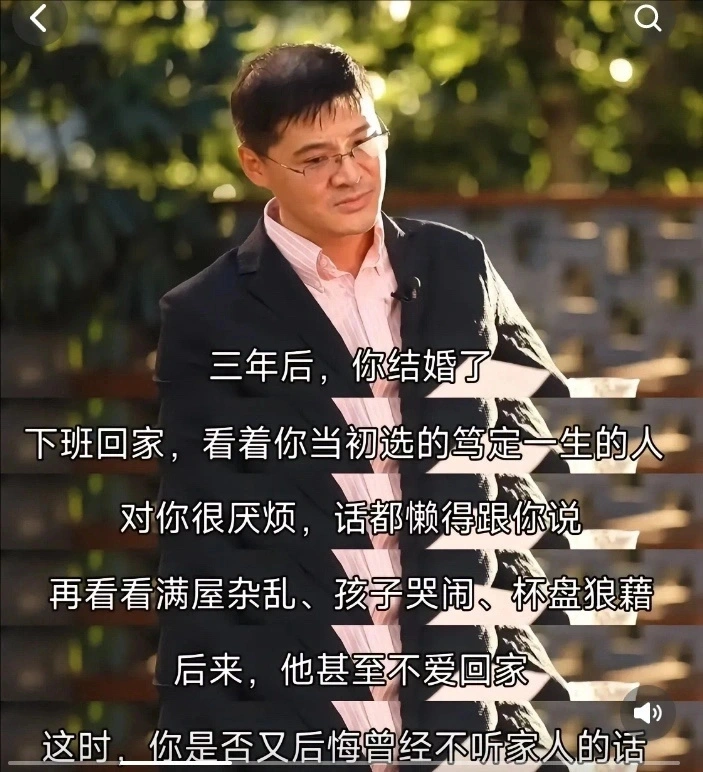 三年后，你结婚了
下班回家，看着你当初选的笃定一生的人
对你很厌烦，话都懒得跟你说
再看看满屋杂乱、孩子哭闹、杯盘狼藉
后来，他甚至不爱回家
这时，你是否又后悔曾经不听家人的话